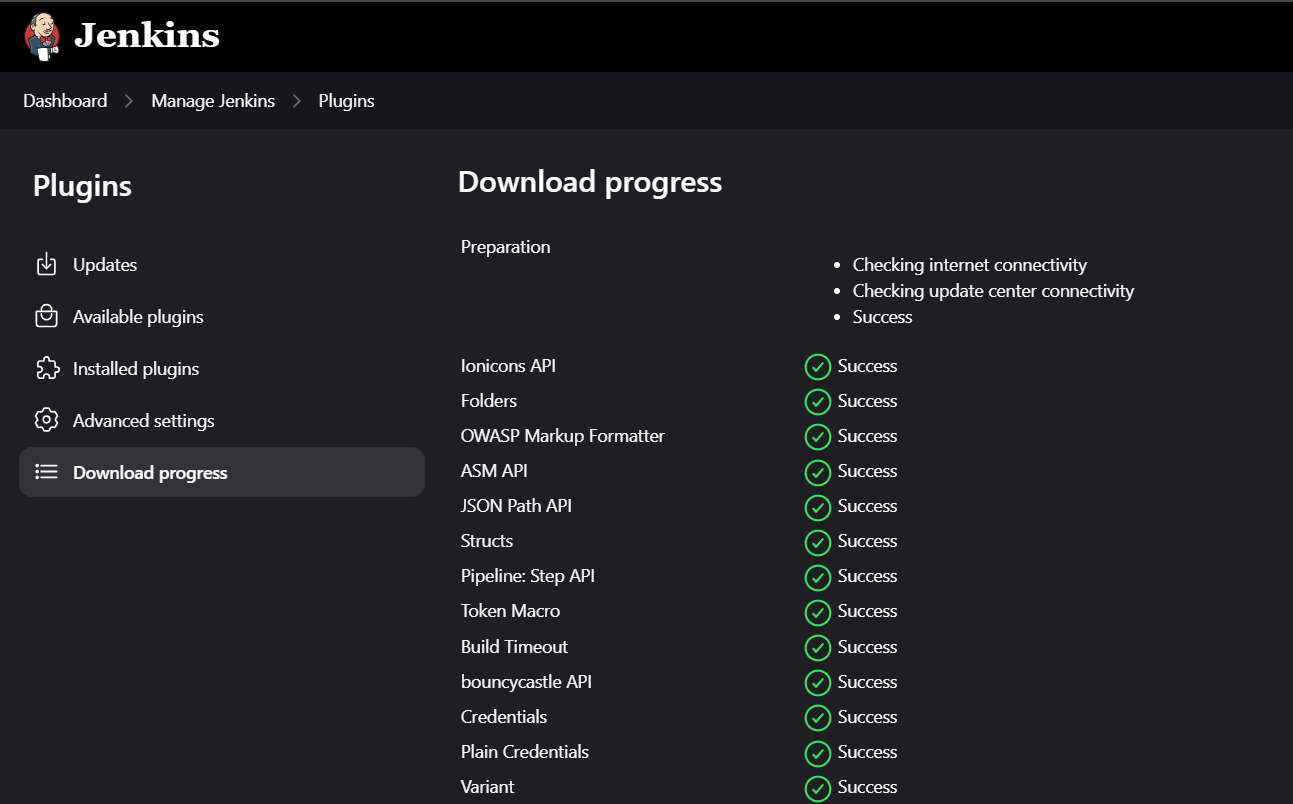 Jenkins
Dashboard > Manage Jenkins > Plugins
Plugins
Updates
Available plugins
Installed plugins
Advanced settings
Download progress
Download progress
Preparation
• Checking internet connectivity
• Checking update center connectivity
• Success
Ionicons API Success
Folders Success
OWASP Markup Formatter Success
ASM API Success
JSON Path API Success
Structs Success
Pipeline: Step API Success
Token Macro Success
Build Timeout Success
bouncycastle API Success
Credentials Success
Plain Credentials Success
Variant Success